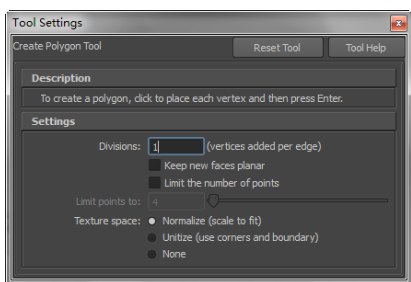 Tool Settings
Create Polygon Tool Reset Tool Tool Help
Description
To create a polygon, click to place each vertex and then press Enter.
Settings
Divisions: 1 (vertices added per edge)
Keep new faces planar
Limit the number of points
Limit points to: 4
Texture space: Normalize (scale to fit)
Unitize (use corners and boundary)
None